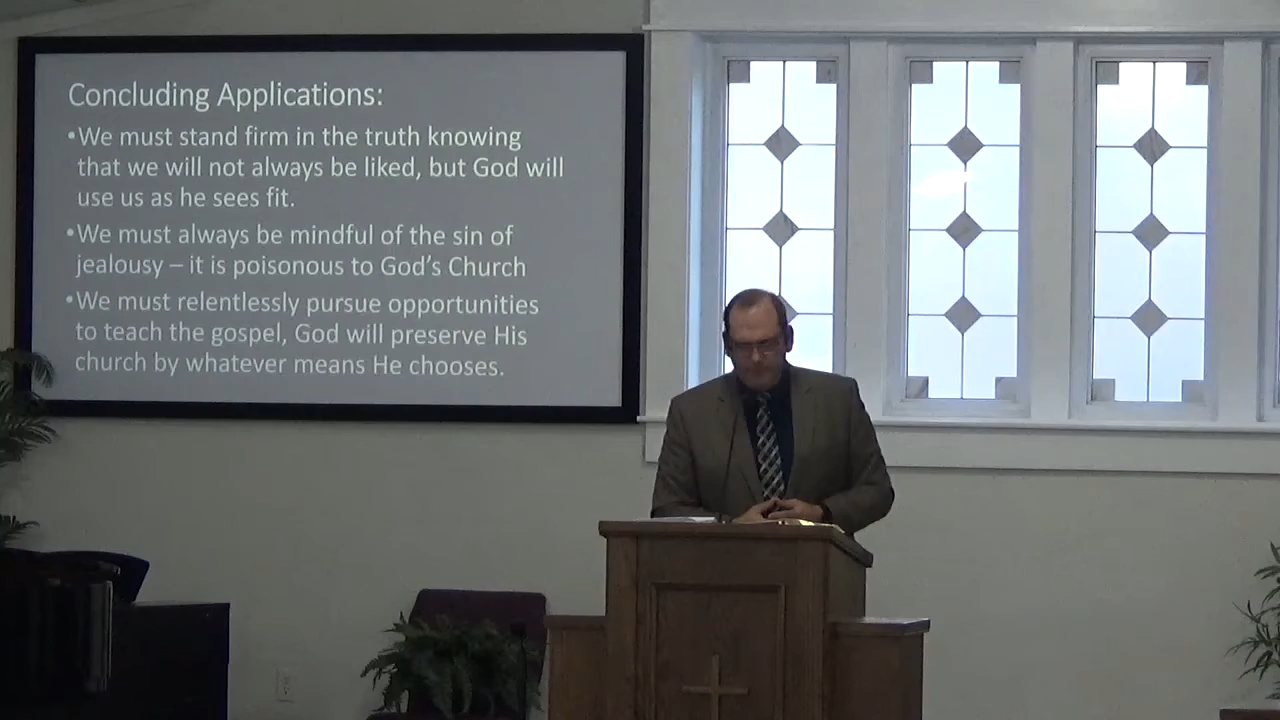 Concluding Applications:
•We must stand firm in the truth knowing
that we will not always be liked, but God will
use us as he sees fit.
•We must always be mindful of the sin of
jealousy – it is poisonous to God's Church
•We must relentlessly pursue opportunities
to teach the gospel, God will preserve His
church by whatever means He chooses.